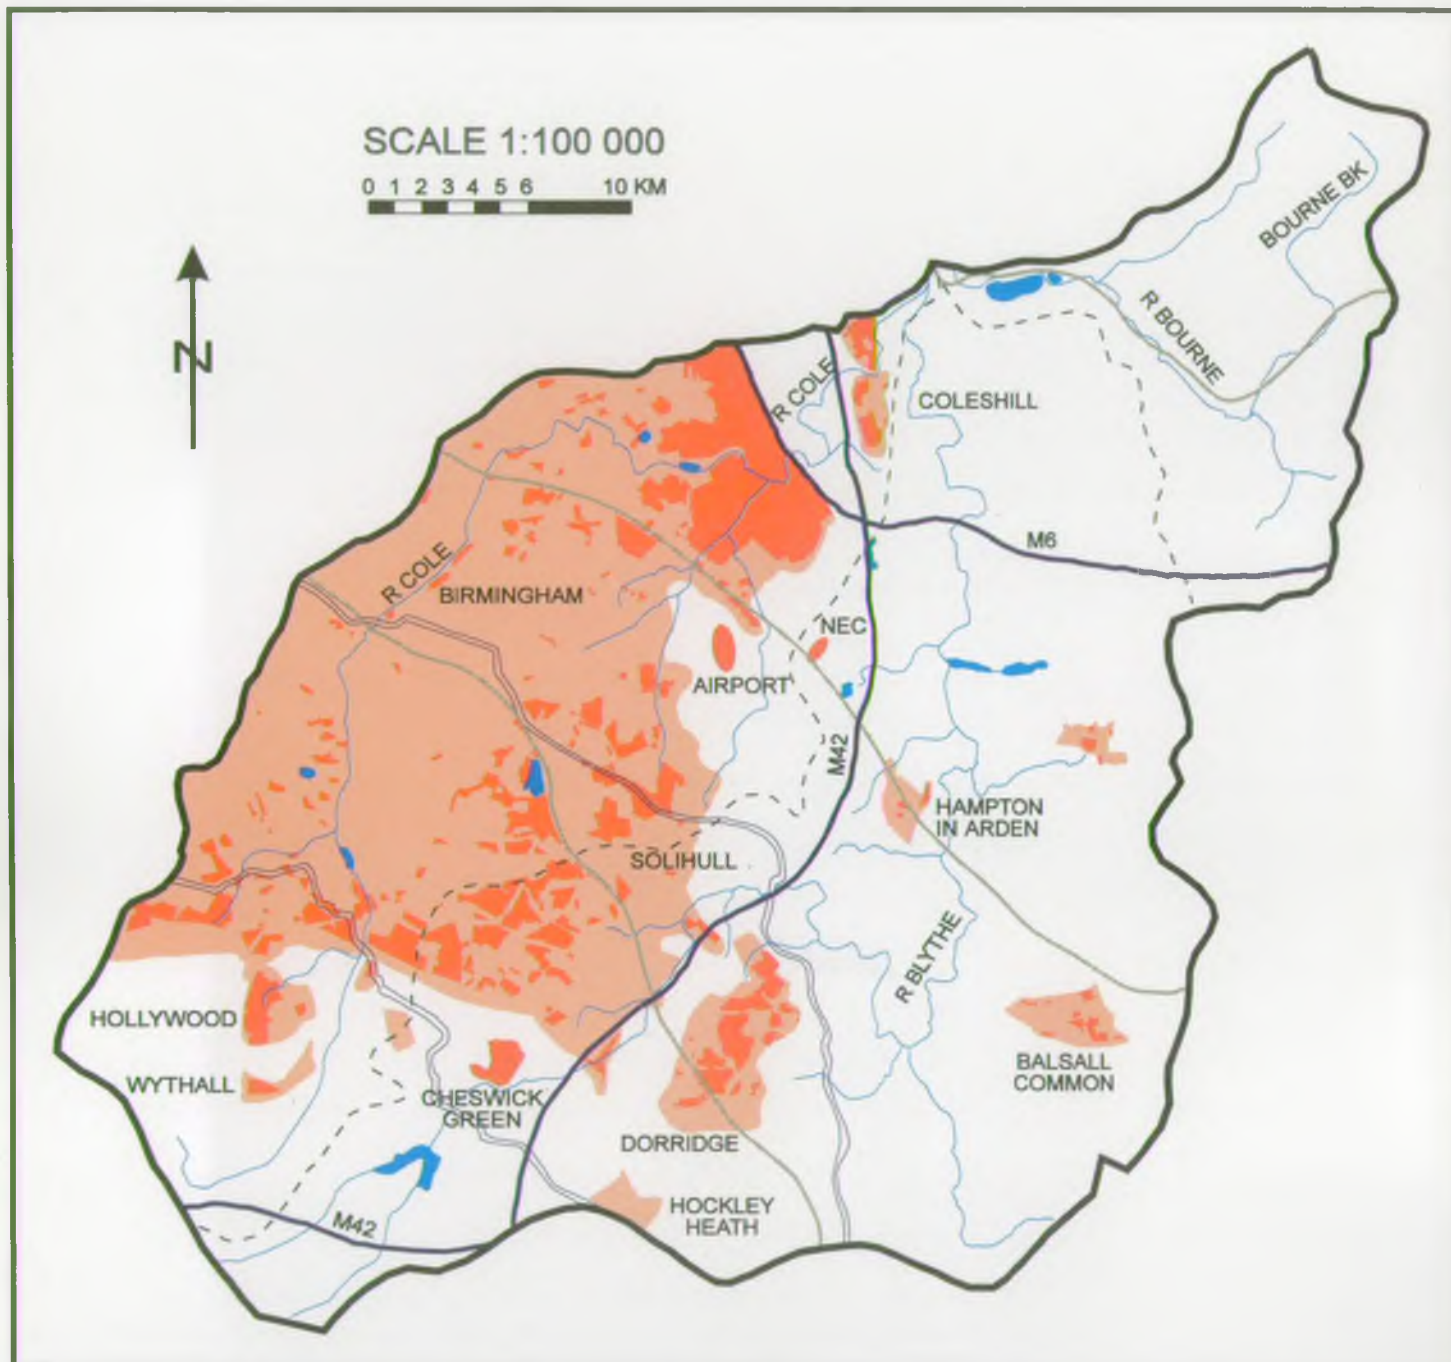 SCALE 1:100 000
0 1 2 3 4 5 6 10 KM
N
BOURNE BK
R BOURNE
R COLE
COLESHILL
M6
R COLE
BIRMINGHAM
NEC
AIRPORT
M42
HAMPTON
IN ARDEN
SOLIHULL
R BLYTHE
HOLLYWOOD
WYTHALL
CHESWICK
GREEN
BALSALL
COMMON
DORRIDGE
HOCKLEY
HEATH
M42